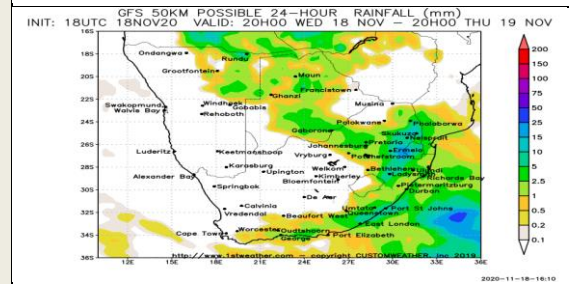 GFS 50KM POSSIBLE 24-HOUR RAINFALL (mm)
INIT: 18UTC 18NOV20 VALID: 20H00 WED 18 NOV - 20H00 THU 19 NOV
16S
Ondangwa
Rundu
18S
Grootfontein
Maun
20S
Francistown
Ghanzi
22S
Swakopmund
Windhoek
Gobabis
Musina
Walvis Bay
Rehoboth
24S
Polokwane
Phalaborwa
Gaborone
Skukuza
Nelspruit
26S
Johannesburg
Pretoria
Luderitz
Keetmanshoop
Vryburg
Potchefstroom
Ermelo
Karasburg
28S
Alexander Bay
Upington
Welkom
Bethlehem
Ladysmith
Kimberley
Richards Bay
Bloemfontein
Springbok
Pietermaritzburg
30S
Durban
De Aar
Calvinia
Umtata
Port St Johns
32S
Vredendal
Beaufort West
Queenstown
East London
Cape Town
Worcester
Oudtshoorn
34S
George
Port Elizabeth
http://www.1stweather.com - copyright CUSTOMWEATHER, Inc 2019
36S
12E
15E
18E
21E
24E
27E
30E
33E
36E
200
150
100
75
50
25
15
10
5
2.5
1
0.5
0.2
0.1
2020-11-18-16:10